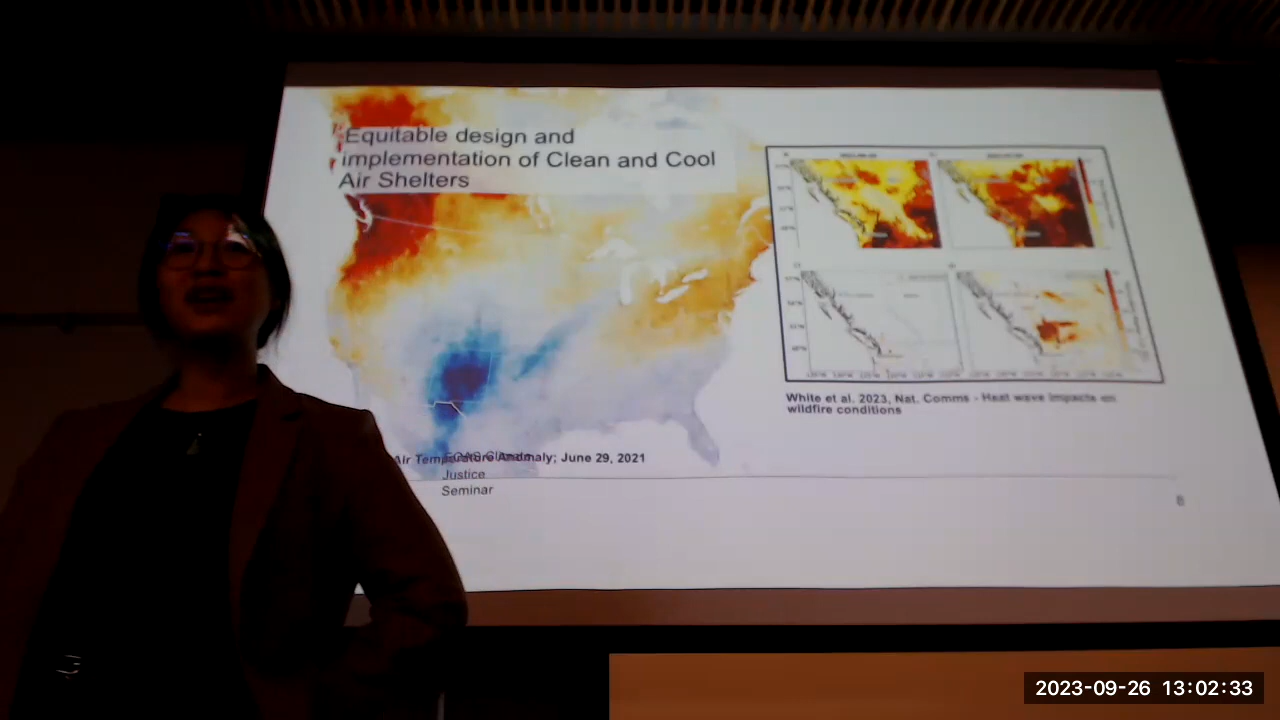 Equitable design and
implementation of Clean and Cool
Air Shelters
White et al. 2023, Nat. Comms - Heat wave impacts on
wildfire conditions
Air Temperature Anomaly; June 29, 2021
Justice
Seminar
8
2023-09-26 13:02:33